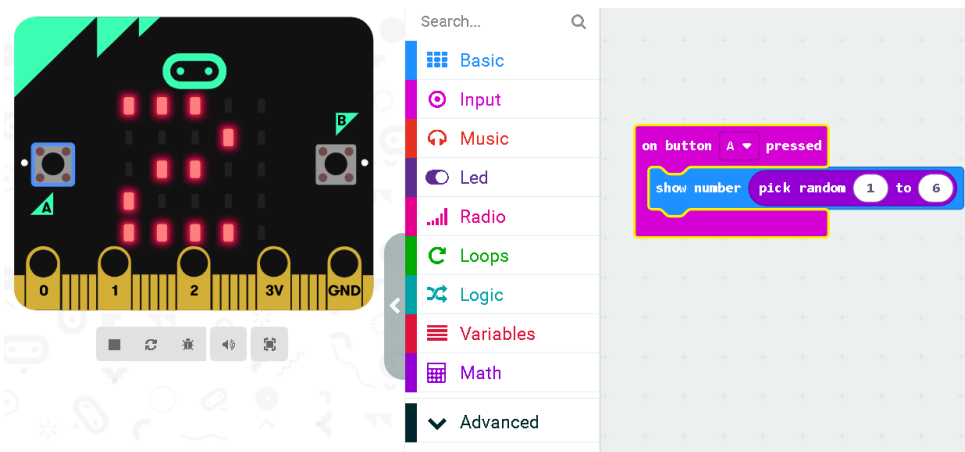 B
A
0 1 2 3V GND
Search...
Basic
Input
Music
Led
Radio
Loops
Logic
Variables
Math
Advanced
on button A pressed
show number pick random 1 to 6